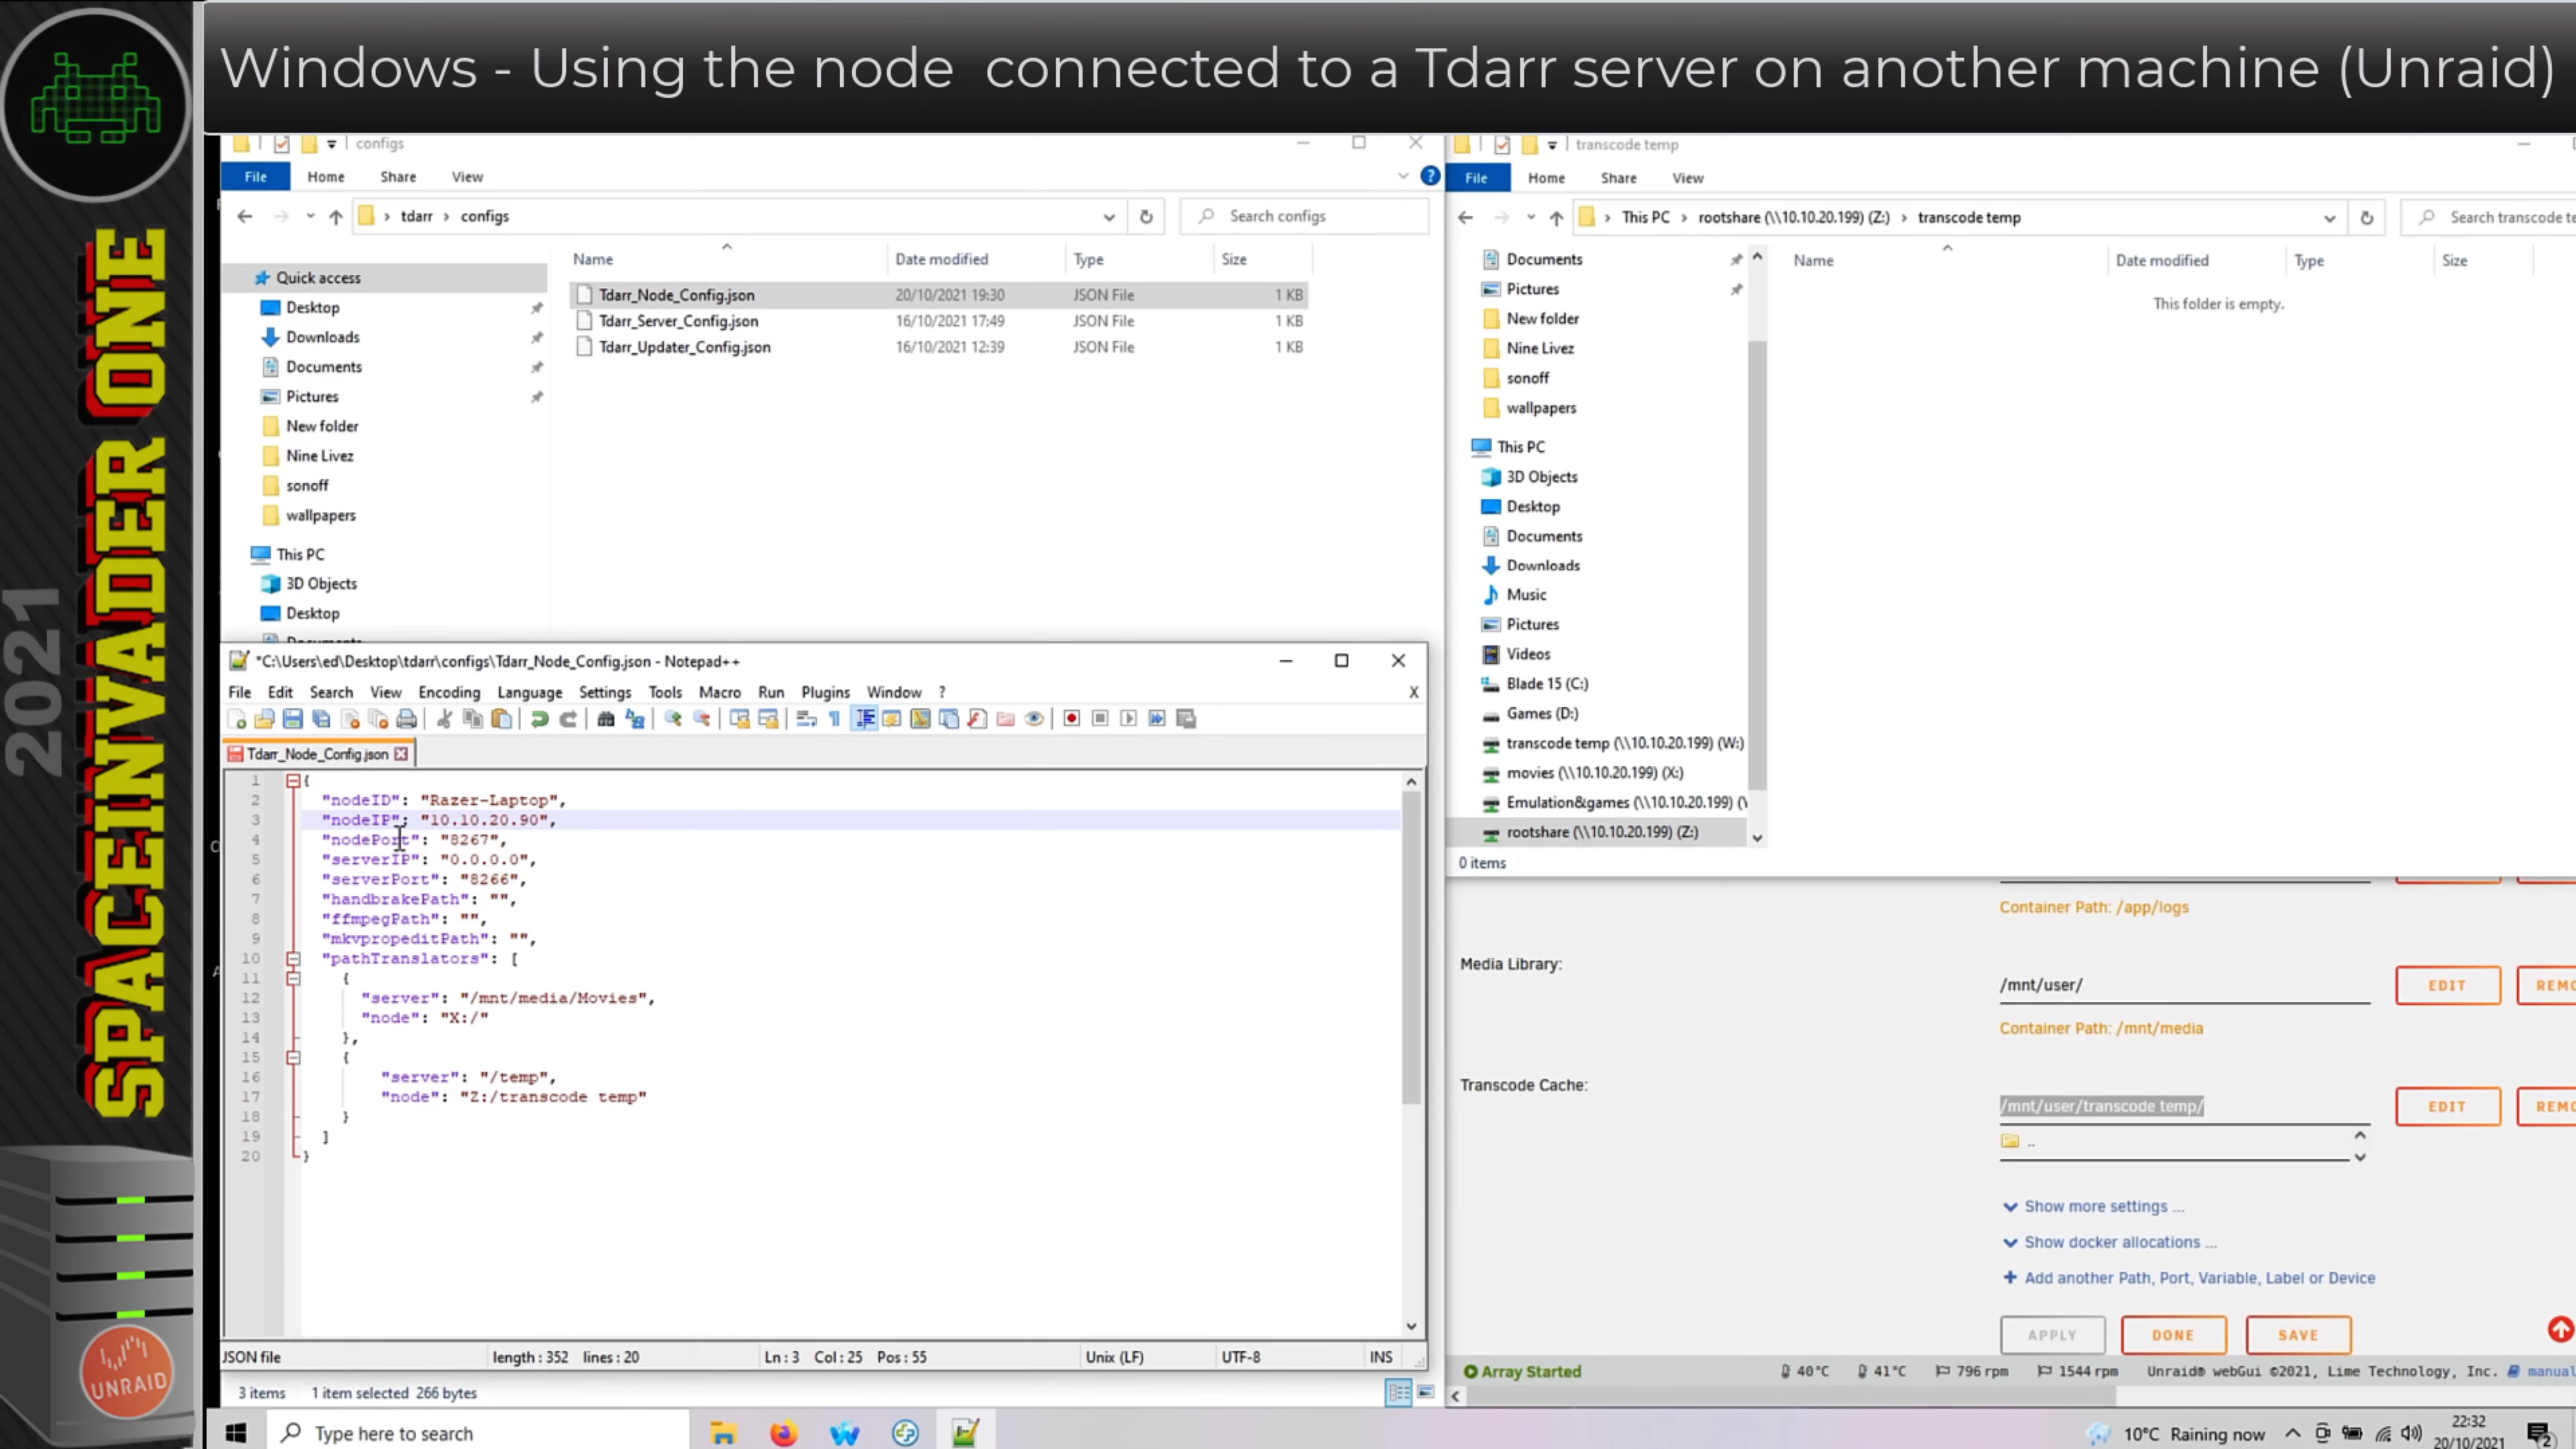 Windows - Using the node  connected to a Tdarr server on another machine (Unraid)
2021
SPACEINVADER ONE
UNRAID
configs
File Home Share View
tdarr > configs
Search configs
Name Date modified Type Size
Quick access
Desktop
Downloads
Documents
Pictures
New folder
Nine Livez
sonoff
wallpapers
This PC
3D Objects
Desktop
Documents
Tdarr_Node_Config.json 20/10/2021 19:30 JSON File 1 KB
Tdarr_Server_Config.json 16/10/2021 17:49 JSON File 1 KB
Tdarr_Updater_Config.json 16/10/2021 12:39 JSON File 1 KB
transcode temp
File Home Share View
This PC > rootshare (\\10.10.20.199) (Z:) > transcode temp
Search transcode te
Name Date modified Type Size
This folder is empty.
Documents
Pictures
New folder
Nine Livez
sonoff
wallpapers
This PC
3D Objects
Desktop
Documents
Downloads
Music
Pictures
Videos
Blade 15 (C:)
Games (D:)
transcode temp (\\10.10.20.199) (W:)
movies (\\10.10.20.199) (X:)
Emulation&games (\\10.10.20.199) (
rootshare (\\10.10.20.199) (Z:)
0 items
*C:\Users\ed\Desktop\tdarr\configs\Tdarr_Node_Config.json - Notepad++
File Edit Search View Encoding Language Settings Tools Macro Run Plugins Window ? X
Tdarr_Node_Config.json
1 {
2 "nodeID": "Razer-Laptop",
3 "nodeIP": "10.10.20.90",
4 "nodePort": "8267",
5 "serverIP": "0.0.0.0",
6 "serverPort": "8266",
7 "handbrakePath": "",
8 "ffmpegPath": "",
9 "mkvpropeditPath": "",
10 "pathTranslators": [
11 {
12 "server": "/mnt/media/Movies",
13 "node": "X:/"
14 },
15 {
16 "server": "/temp",
17 "node": "Z:/transcode temp"
18 }
19 ]
20 }
JSON file length : 352 lines : 20 Ln : 3 Col : 25 Pos : 55 Unix (LF) UTF-8 INS
3 items 1 item selected 266 bytes
Container Path: /app/logs
Media Library:
/mnt/user/
EDIT REMO
Container Path: /mnt/media
Transcode Cache:
/mnt/user/transcode temp/
EDIT REMO
..
Show more settings ...
Show docker allocations ...
Add another Path, Port, Variable, Label or Device
APPLY DONE SAVE
Array Started 40°C 41°C 796 rpm 1544 rpm Unraid® webGui ©2021, Lime Technology, Inc. manual
Type here to search
10°C Raining now
22:32
20/10/2021
2